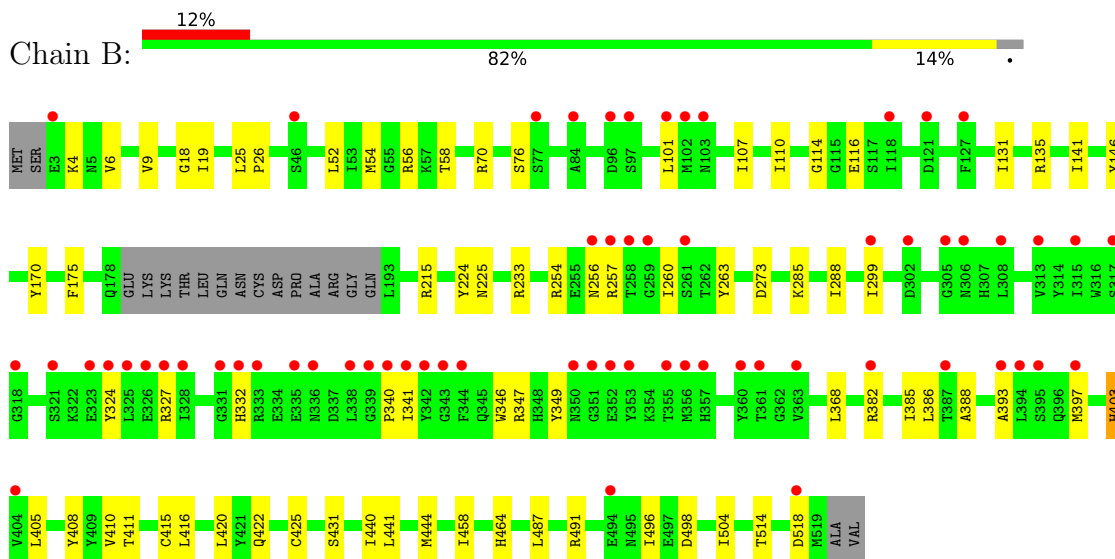 12%
Chain B:
82% 14% •
MET SER E3 K4 N5 V6 V9 G18 I19 L25 P26 S46 L52 I53 M54 G55 R56 K57 T58 R70 S76 S77 A84 D96 S97 L101 M102 N103 I107 I110 G114 G115 E116 S117 I118 D121 F127 I131 R135 I141 Y146
Y170 F175 Q178 GLU LYS LYS THR LEU GLN ASN CYS ASP PRO ALA ARG GLY GLN L193 R215 Y224 N225 R233 R254 E255 N256 R257 T258 G259 I260 S261 T262 Y263 D273 K285 I288 I299 D302 G305 N306 H307 L308 V313 Y314 I315 W316 S317
G318 S321 K322 E323 Y324 L325 E326 R327 I328 G331 H332 R333 E334 E335 N336 D337 L338 G339 P340 I341 Y342 G343 F344 Q345 W346 R347 H348 Y349 N350 G351 E352 Y353 K354 T355 M356 H357 Y360 T361 G362 V363 L368 R382 I385 L386 T387 A388 A393 L394 S395 Q396 M397 H403
V404 L405 Y408 Y409 V410 T411 C415 L416 L420 Y421 Q422 C425 S431 I440 L441 M444 I458 H464 L487 R491 E494 N495 I496 E497 D498 I504 T514 D518 M519 ALA VAL